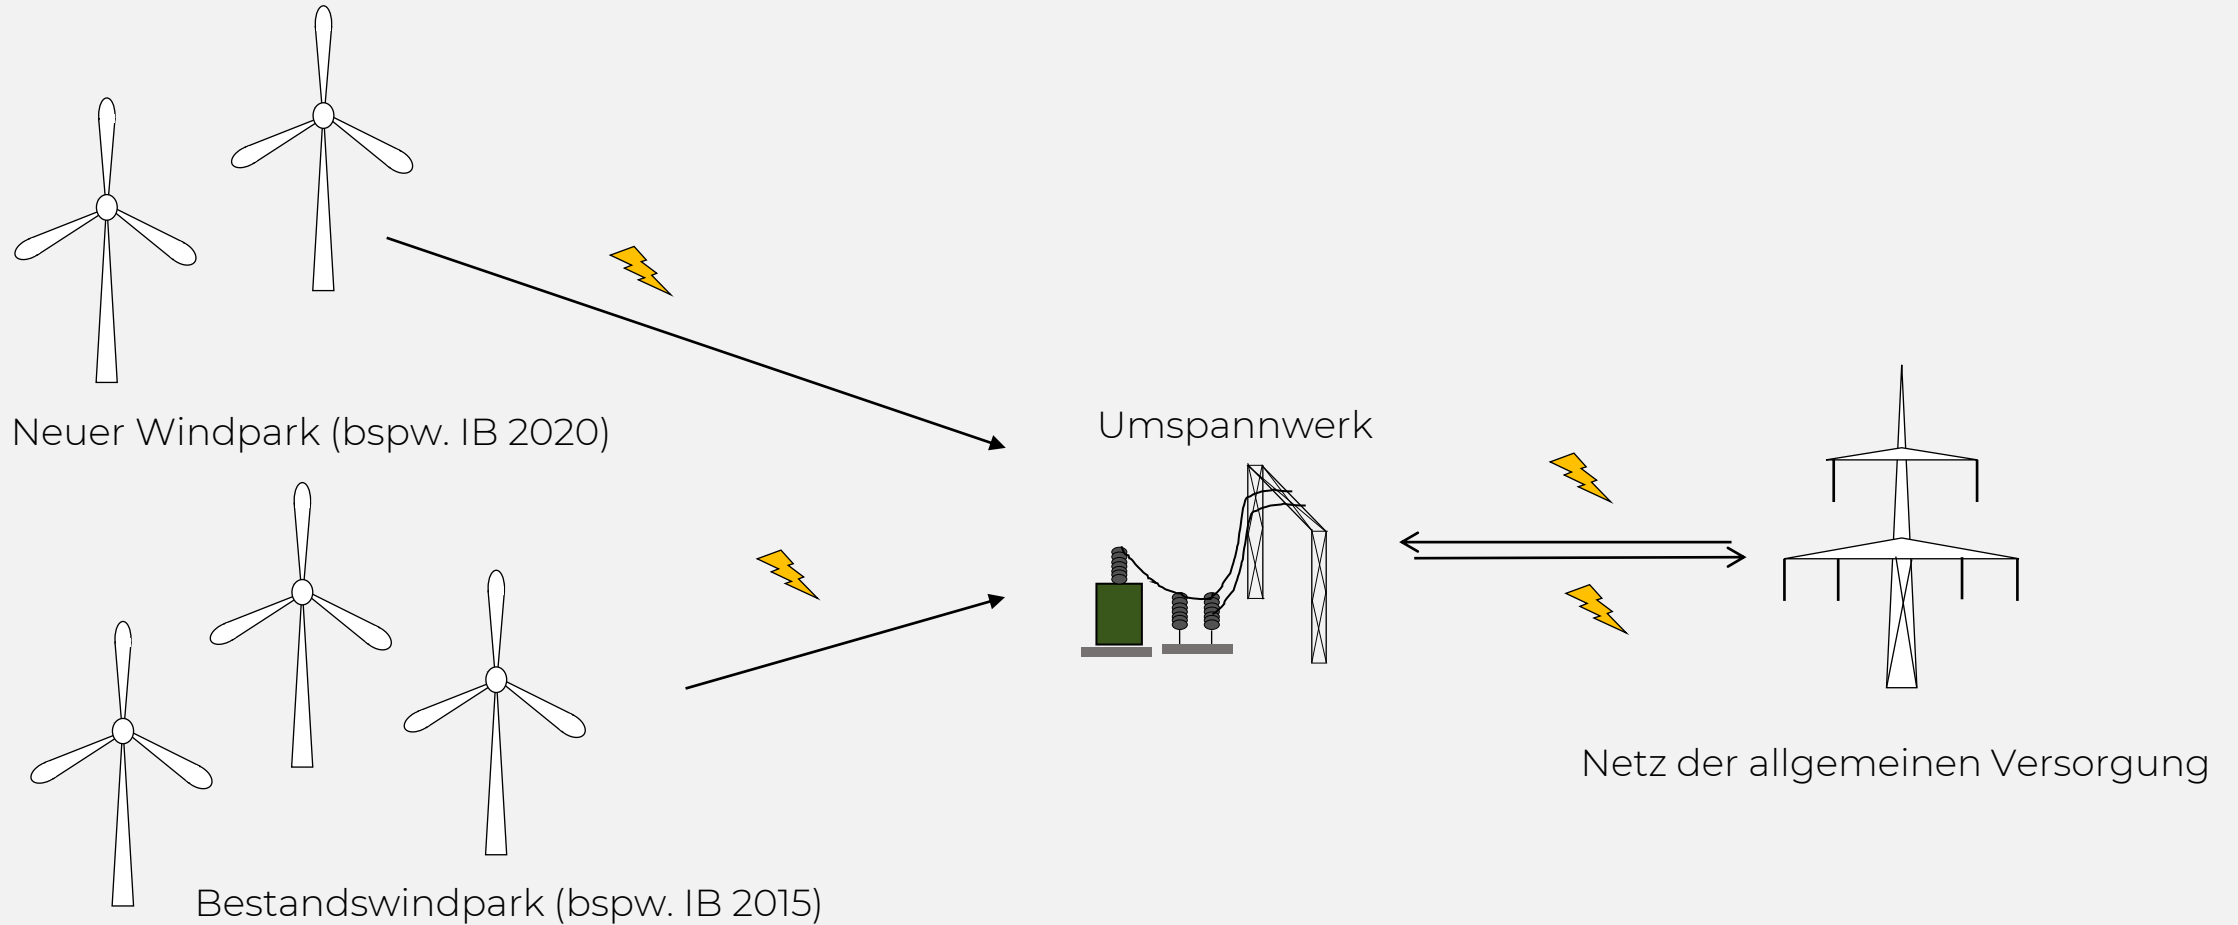 Neuer Windpark (bspw. IB 2020)
Umspannwerk
Netz der allgemeinen Versorgung
Bestandswindpark (bspw. IB 2015)